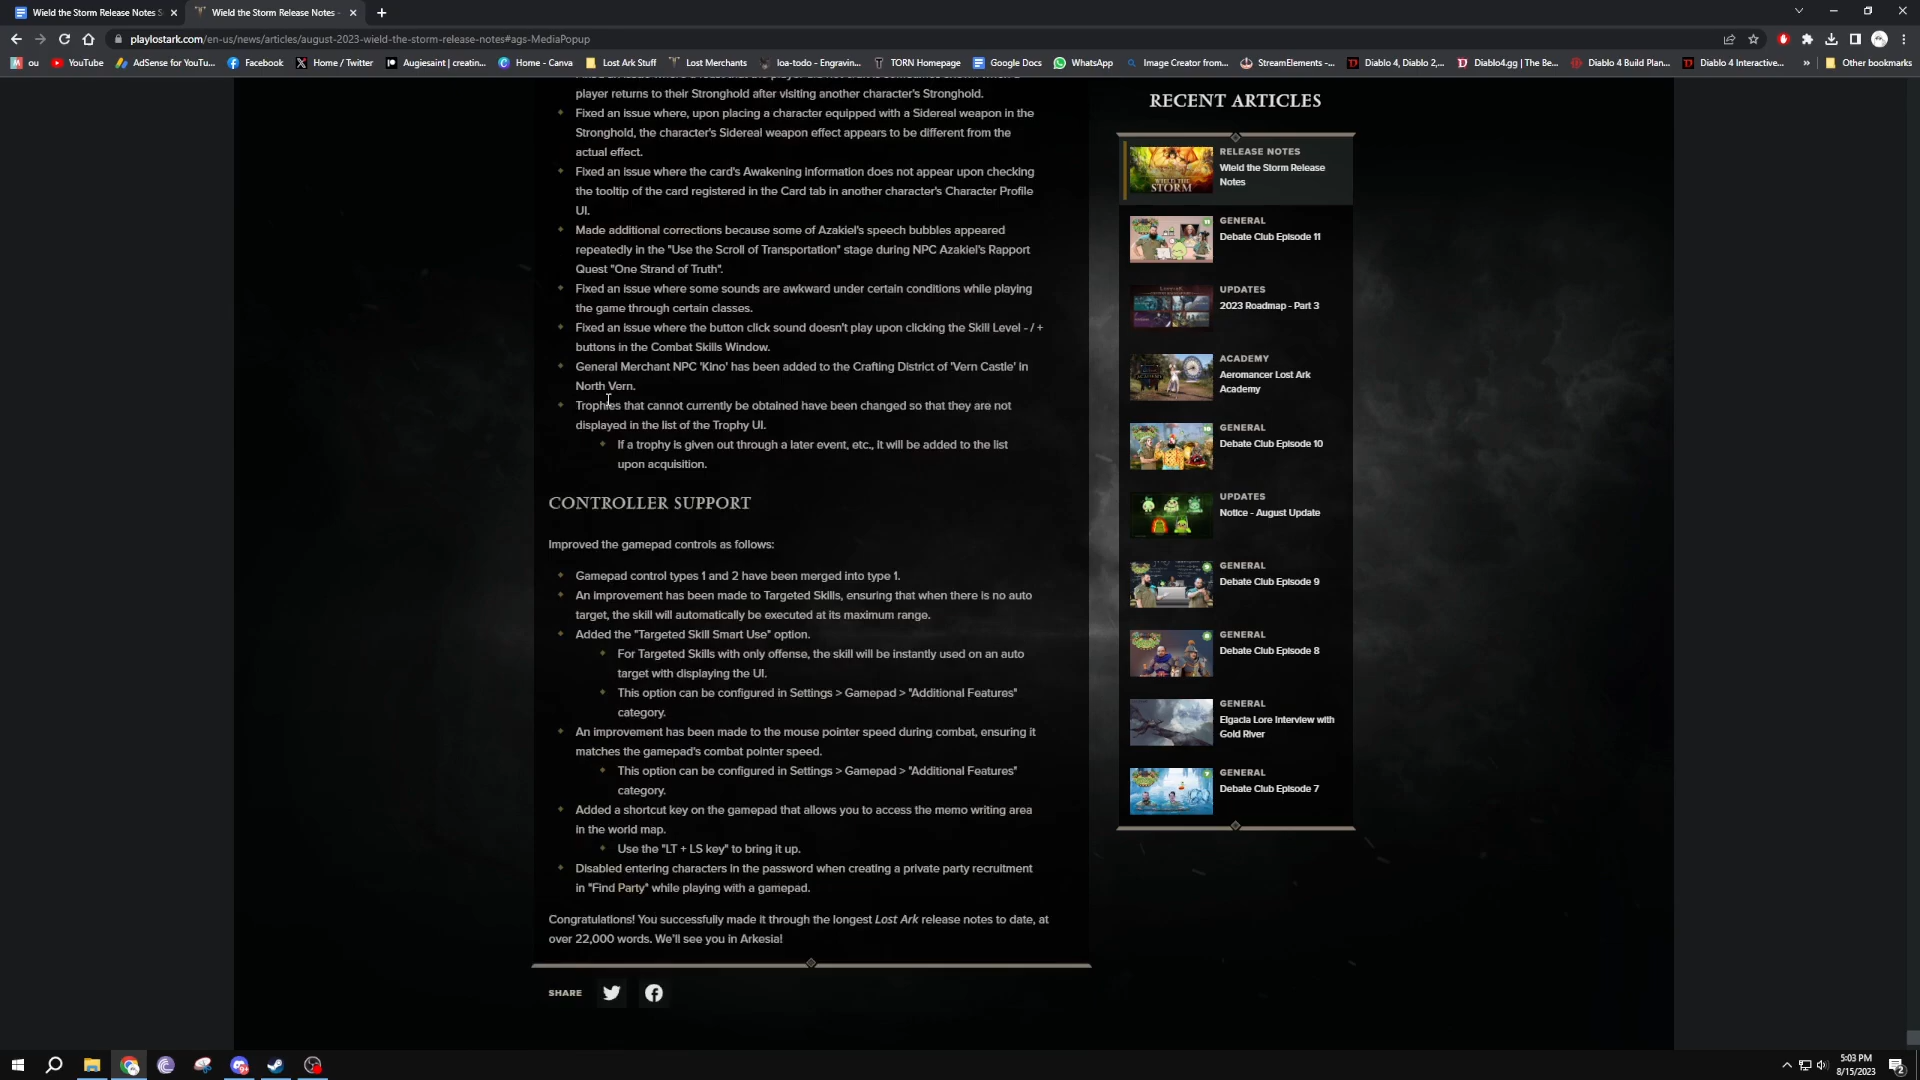 Wield the Storm Release Notes S
Wield the Storm Release Notes -
playlostark.com/en-us/news/articles/august-2023-wield-the-storm-release-notes#ags-MediaPopup
ou
YouTube
AdSense for YouTu...
Facebook
Home / Twitter
Augiesaint | creatin...
Home - Canva
Lost Ark Stuff
Lost Merchants
loa-todo - Engravin...
TORN Homepage
Google Docs
WhatsApp
Image Creator from...
StreamElements -...
Diablo 4, Diablo 2,...
Diablo4.gg | The Be...
Diablo 4 Build Plan...
Diablo 4 Interactive...
Other bookmarks
player returns to their Stronghold after visiting another character's Stronghold.
Fixed an issue where, upon placing a character equipped with a Sidereal weapon in the
Stronghold, the character's Sidereal weapon effect appears to be different from the
actual effect.
Fixed an issue where the card's Awakening information does not appear upon checking
the tooltip of the card registered in the Card tab in another character's Character Profile
UI.
Made additional corrections because some of Azakiel's speech bubbles appeared
repeatedly in the "Use the Scroll of Transportation" stage during NPC Azakiel's Rapport
Quest "One Strand of Truth".
Fixed an issue where some sounds are awkward under certain conditions while playing
the game through certain classes.
Fixed an issue where the button click sound doesn't play upon clicking the Skill Level - / +
buttons in the Combat Skills Window.
General Merchant NPC 'Kino' has been added to the Crafting District of 'Vern Castle' in
North Vern.
Trophies that cannot currently be obtained have been changed so that they are not
displayed in the list of the Trophy UI.
If a trophy is given out through a later event, etc., it will be added to the list
upon acquisition.
CONTROLLER SUPPORT
Improved the gamepad controls as follows:
Gamepad control types 1 and 2 have been merged into type 1.
An improvement has been made to Targeted Skills, ensuring that when there is no auto
target, the skill will automatically be executed at its maximum range.
Added the "Targeted Skill Smart Use" option.
For Targeted Skills with only offense, the skill will be instantly used on an auto
target with displaying the UI.
This option can be configured in Settings > Gamepad > "Additional Features"
category.
An improvement has been made to the mouse pointer speed during combat, ensuring it
matches the gamepad's combat pointer speed.
This option can be configured in Settings > Gamepad > "Additional Features"
category.
Added a shortcut key on the gamepad that allows you to access the memo writing area
in the world map.
Use the "LT + LS key" to bring it up.
Disabled entering characters in the password when creating a private party recruitment
in "Find Party" while playing with a gamepad.
Congratulations! You successfully made it through the longest Lost Ark release notes to date, at
over 22,000 words. We'll see you in Arkesia!
SHARE
RECENT ARTICLES
STORM
RELEASE NOTES
Wield the Storm Release
Notes
GENERAL
Debate Club Episode 11
UPDATES
2023 Roadmap - Part 3
ACADEMY
Aeromancer Lost Ark
Academy
GENERAL
Debate Club Episode 10
UPDATES
Notice - August Update
GENERAL
Debate Club Episode 9
GENERAL
Debate Club Episode 8
GENERAL
Elgacia Lore Interview with
Gold River
GENERAL
Debate Club Episode 7
5:03 PM
8/15/2023